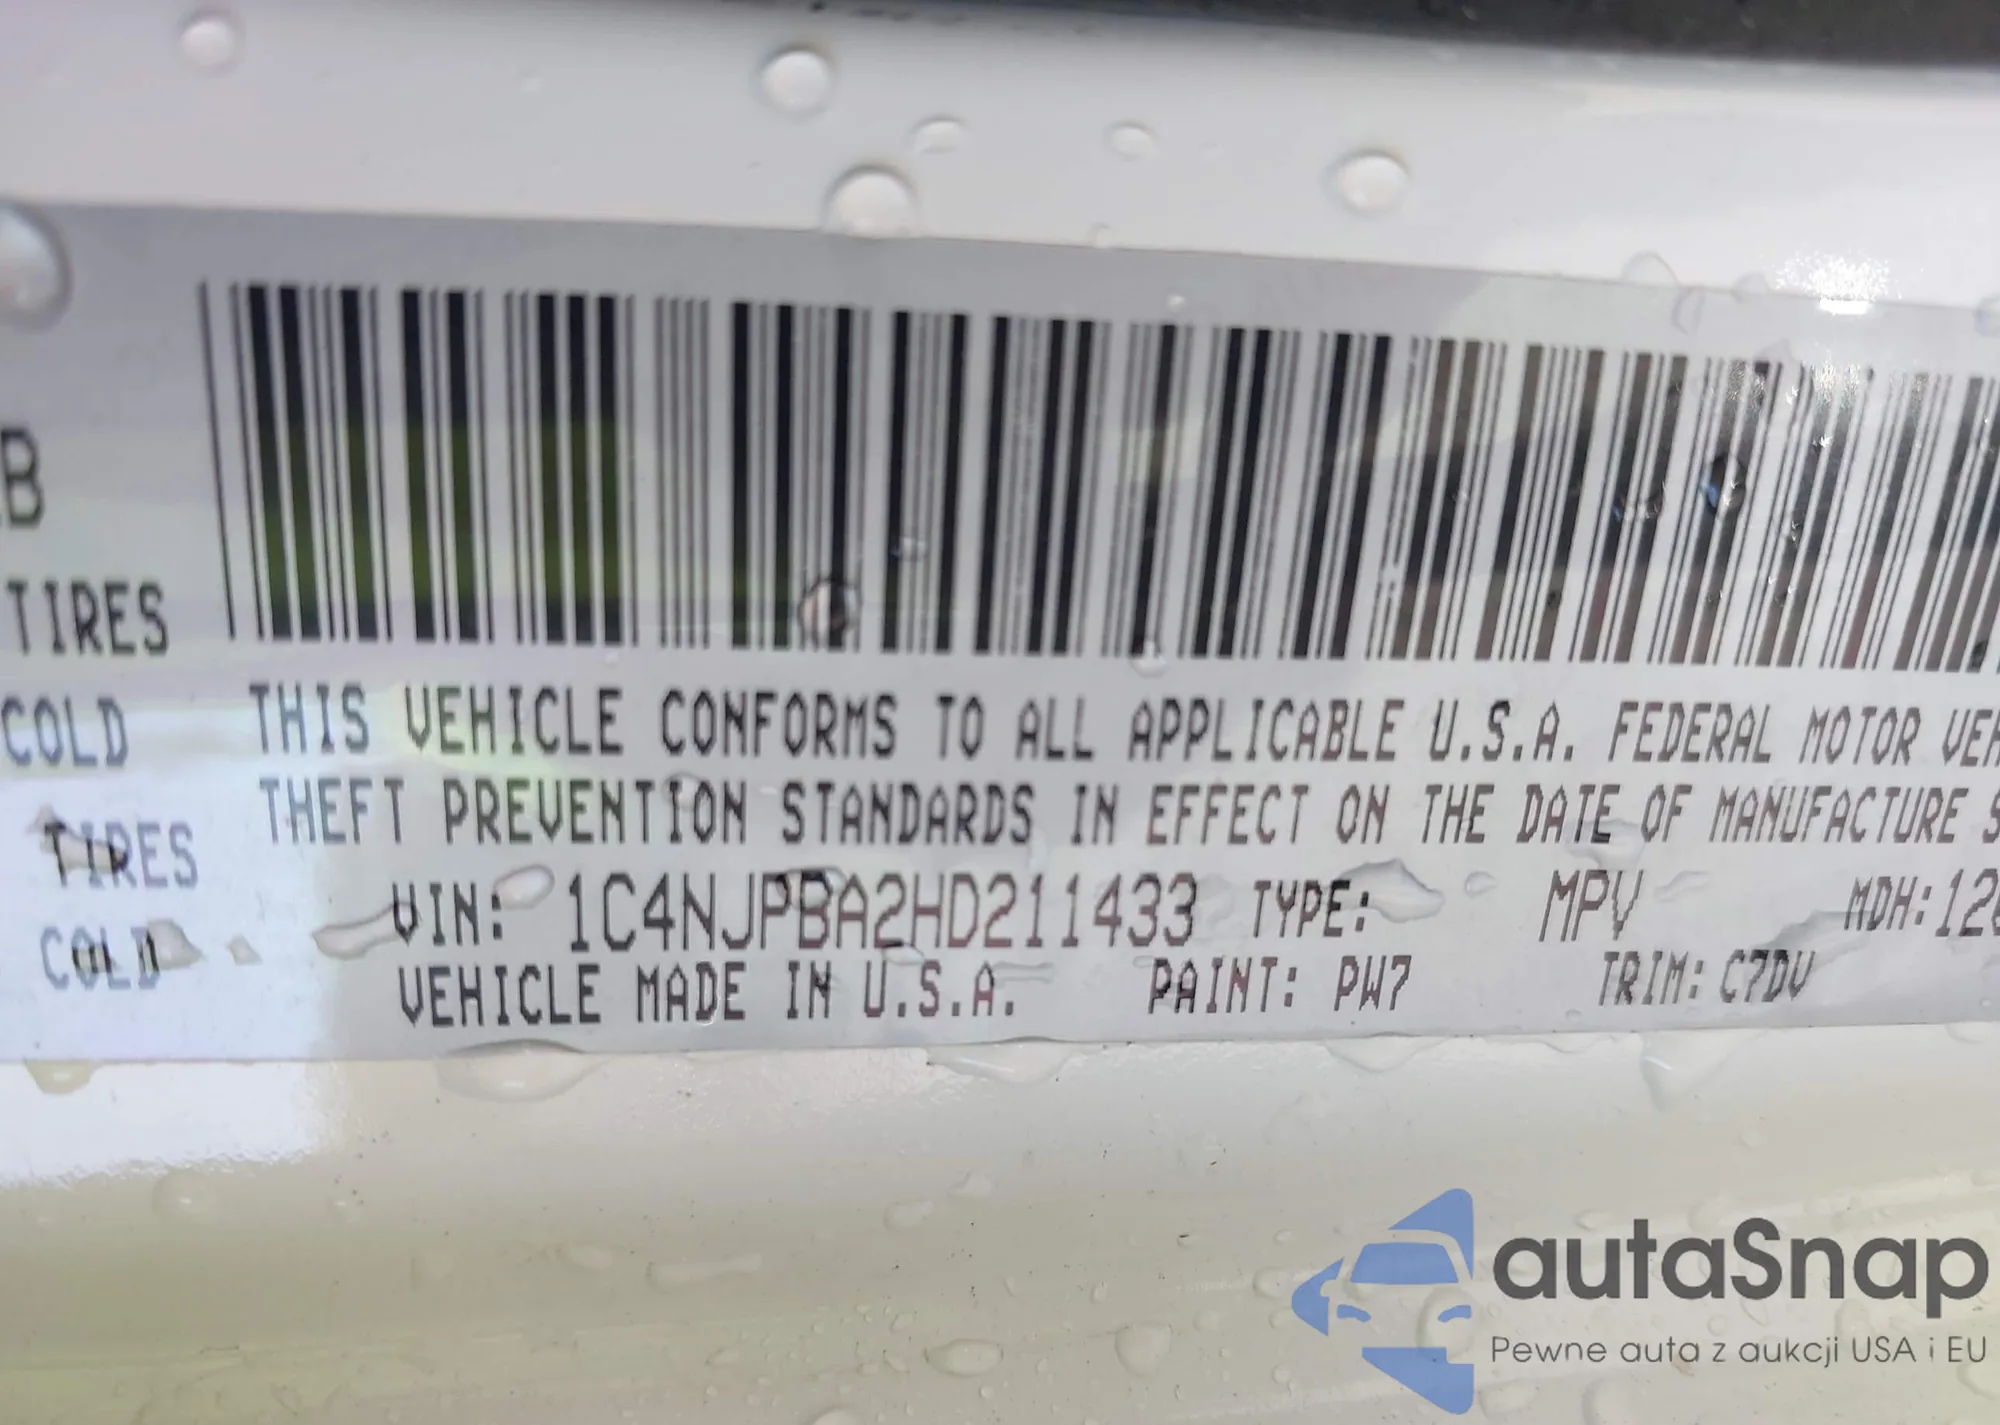 B
TIRES
COLD
TIRES
COLD
THIS VEHICLE CONFORMS TO ALL APPLICABLE U.S.A. FEDERAL MOTOR VEH
THEFT PREVENTION STANDARDS IN EFFECT ON THE DATE OF MANUFACTURE S
VIN: 1C4NJPBA2HD211433 TYPE: MPV MDH:120
VEHICLE MADE IN U.S.A. PAINT: PW7 TRIM: C7DV
autaSnap
Pewne auta z aukcji USA i EU